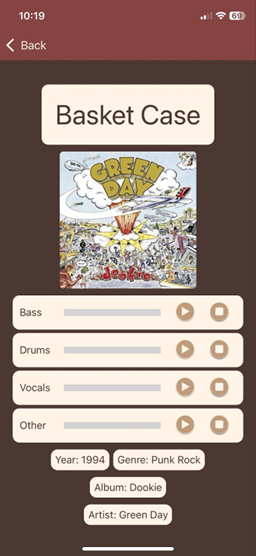 10:19
69
Back
Basket Case
GREEN
DAY
dookie
Bass
Drums
Vocals
Other
Year: 1994
Genre: Punk Rock
Album: Dookie
Artist: Green Day